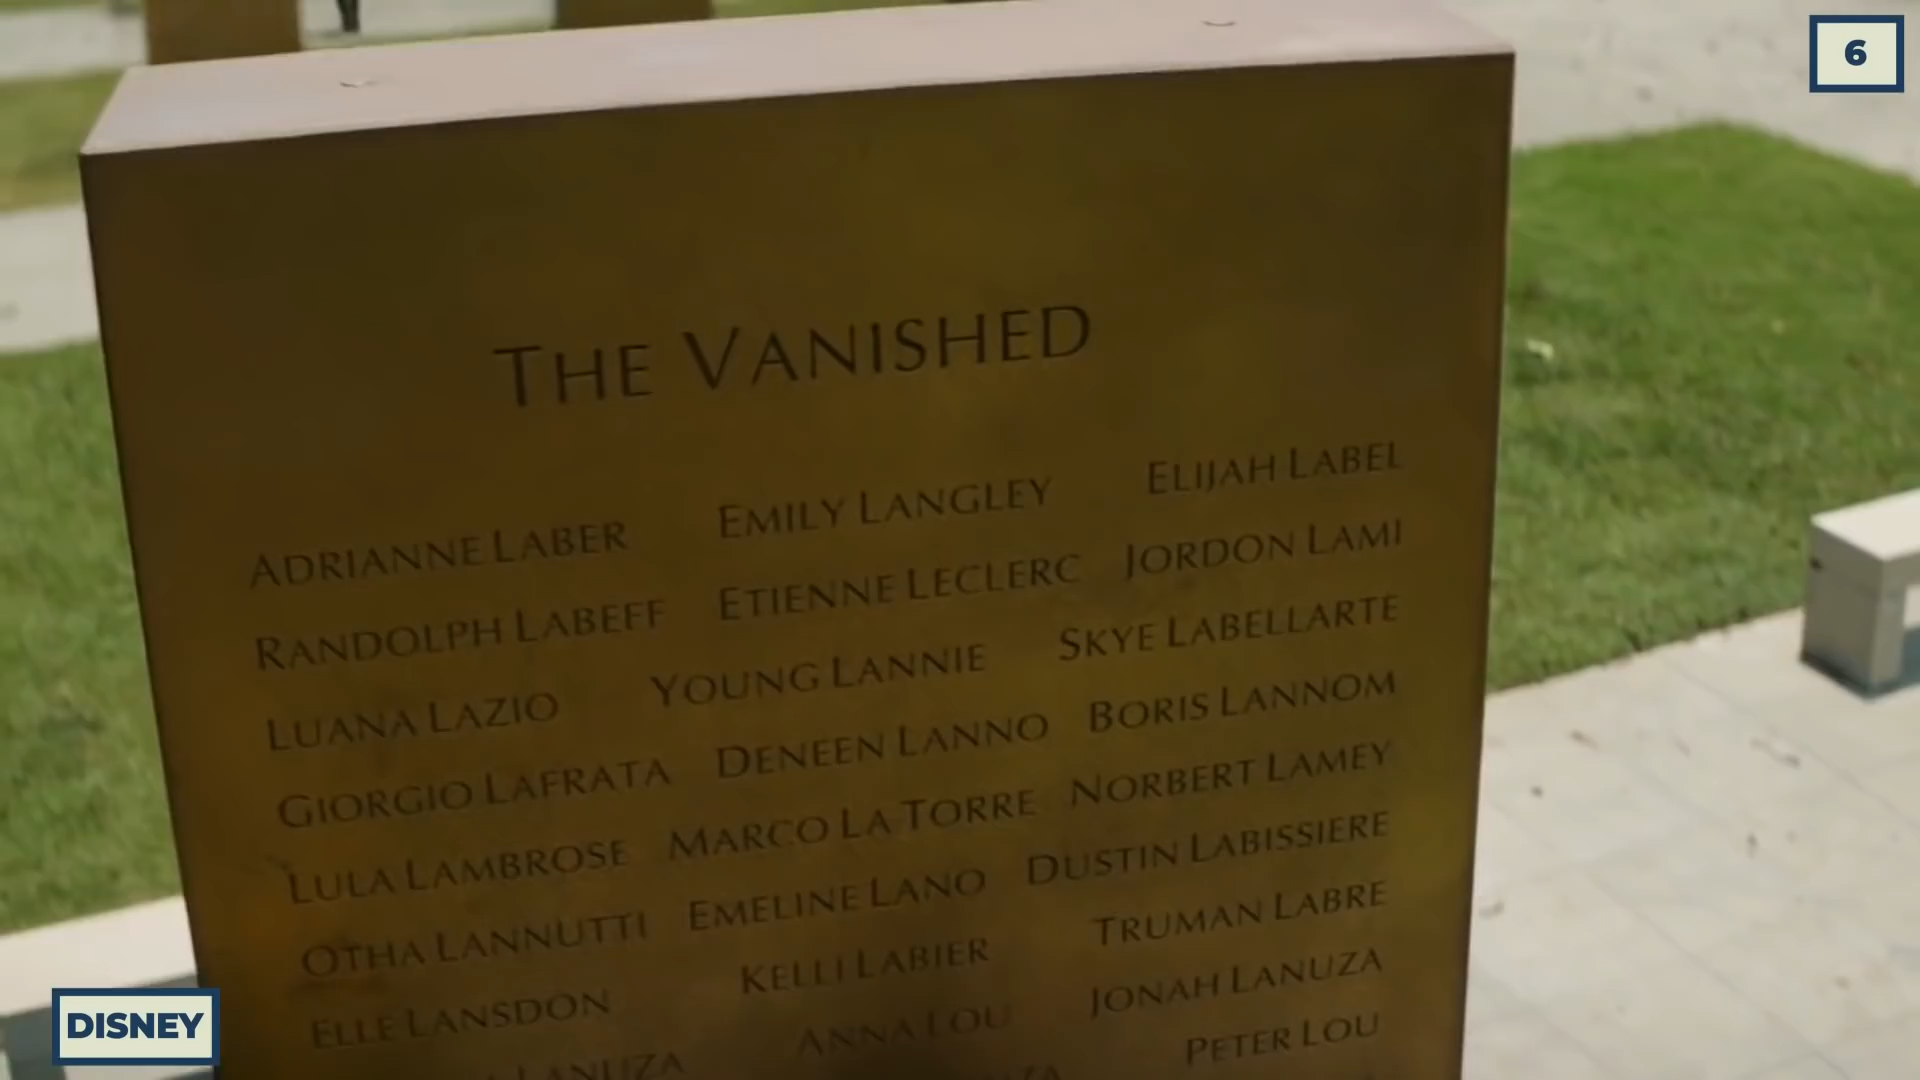 6
THE VANISHED
ADRIANNE LABER EMILY LANGLEY ELIJAH LABEL
RANDOLPH LABEFF ETIENNE LECLERC JORDON LAMI
LUANA LAZIO YOUNG LANNIE SKYE LABELLARTE
GIORGIO LAFRATA DENEEN LANNO BORIS LANNOM
LULA LAMBROSE MARCO LA TORRE NORBERT LAMEY
OTHA LANNUTTI EMELINE LANO DUSTIN LABISSIERE
ELLE LANSDON KELLI LABIER TRUMAN LABRE
LANUZA ANNA LOU JONAH LANUZA
PETER LOU
DISNEY